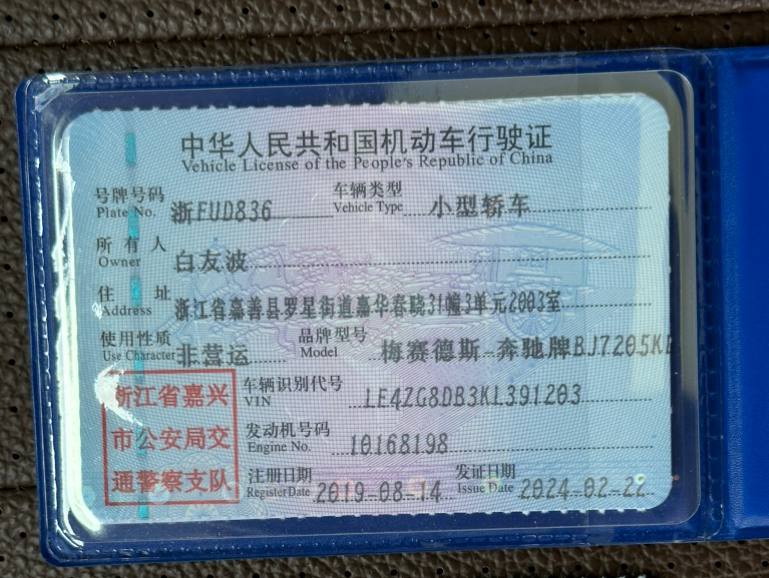 中华人民共和国机动车行驶证
Vehicle License of the People's Republic of China
号牌号码 浙FUD836 车辆类型 小型轿车
Plate No. Vehicle Type
所有人 白友波
Owner
住址 浙江省嘉善县罗星街道嘉华春晓31幢3单元2003室
Address
使用性质 非营运 品牌型号 梅赛德斯-奔驰牌BJ7205K
Use Character Model
浙江省嘉兴
市公安局交
通警察支队
车辆识别代号 LE4ZG8DB3KL391203
VIN
发动机号码 10168198
Engine No.
注册日期 2019-08-14 发证日期 2024-02-22
Register Date Issue Date